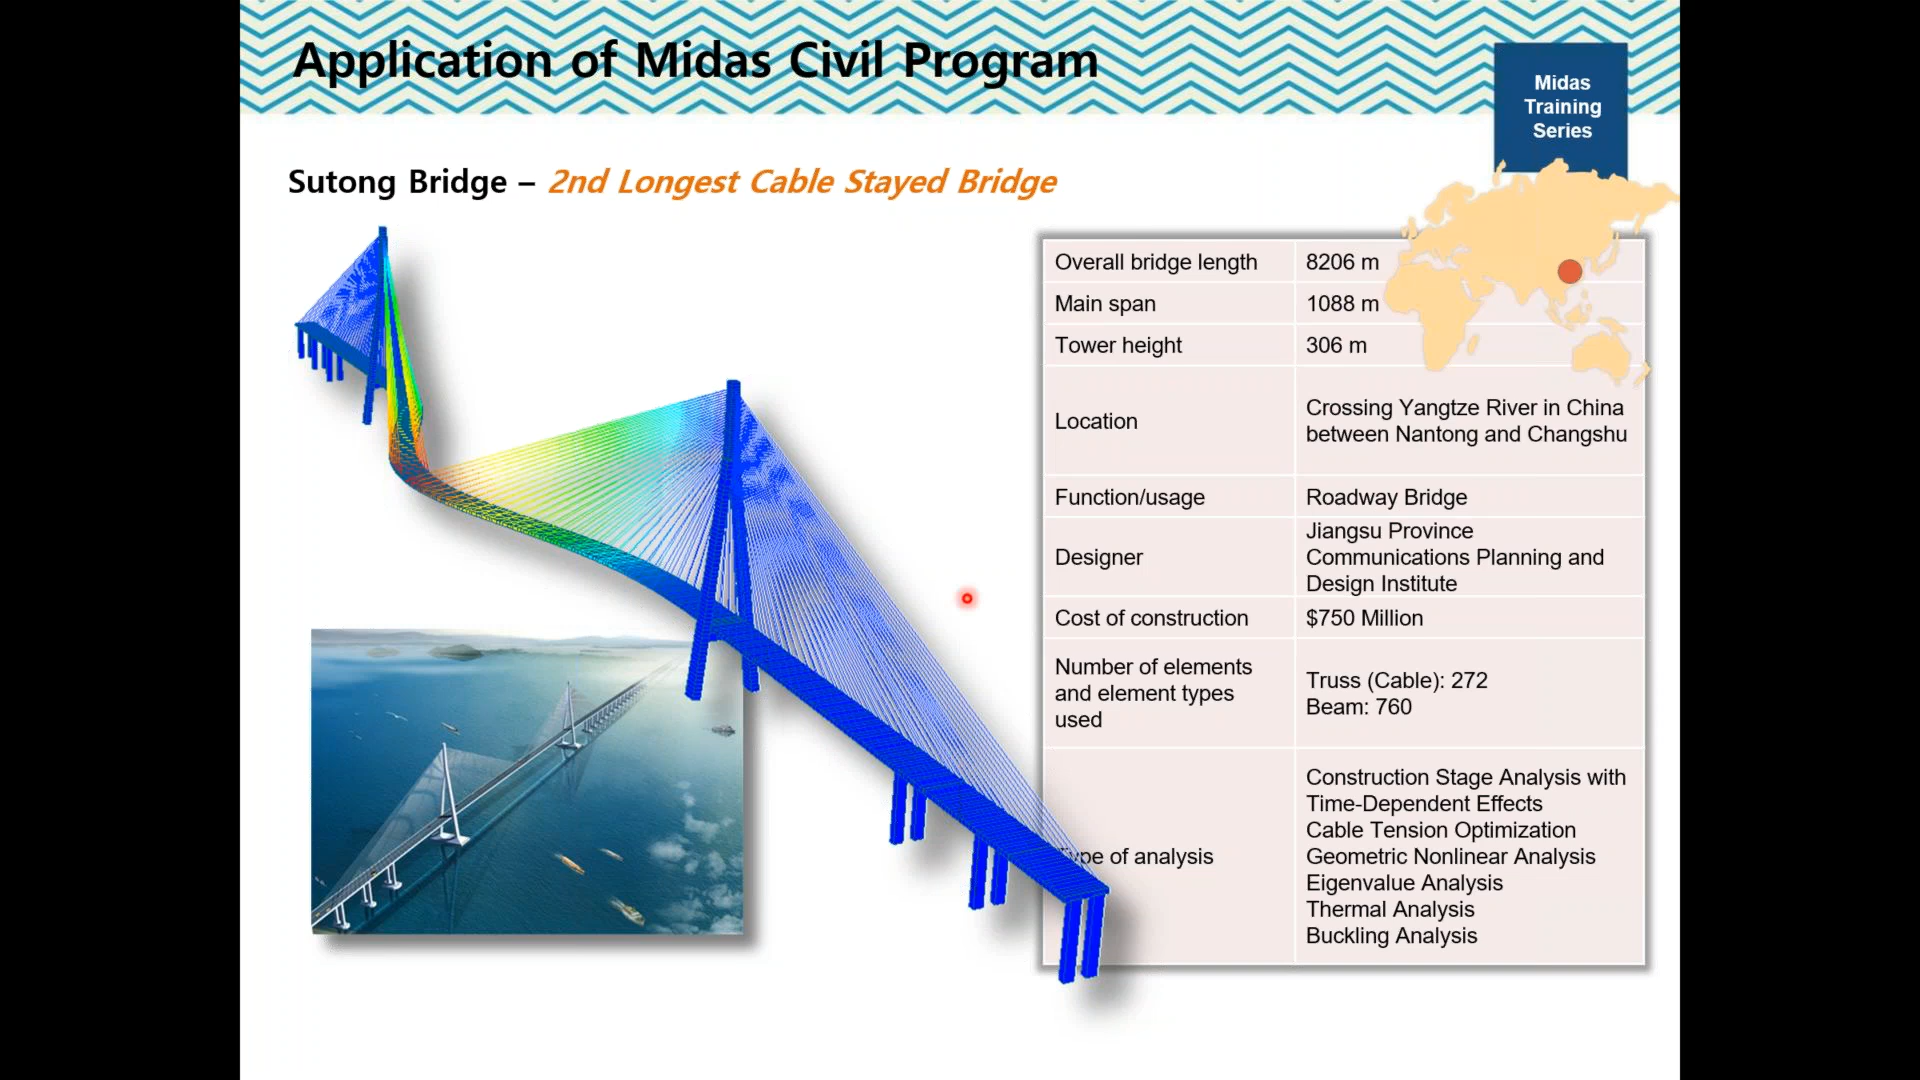 Application of Midas Civil Program
Midas
Training
Series
Sutong Bridge – 2nd Longest Cable Stayed Bridge
Overall bridge length 8206 m
Main span 1088 m
Tower height 306 m
Location
Crossing Yangtze River in China
between Nantong and Changshu
Function/usage Roadway Bridge
Designer
Jiangsu Province
Communications Planning and
Design Institute
Cost of construction $750 Million
Number of elements
and element types
used
Truss (Cable): 272
Beam: 760
Type of analysis
Construction Stage Analysis with
Time-Dependent Effects
Cable Tension Optimization
Geometric Nonlinear Analysis
Eigenvalue Analysis
Thermal Analysis
Buckling Analysis